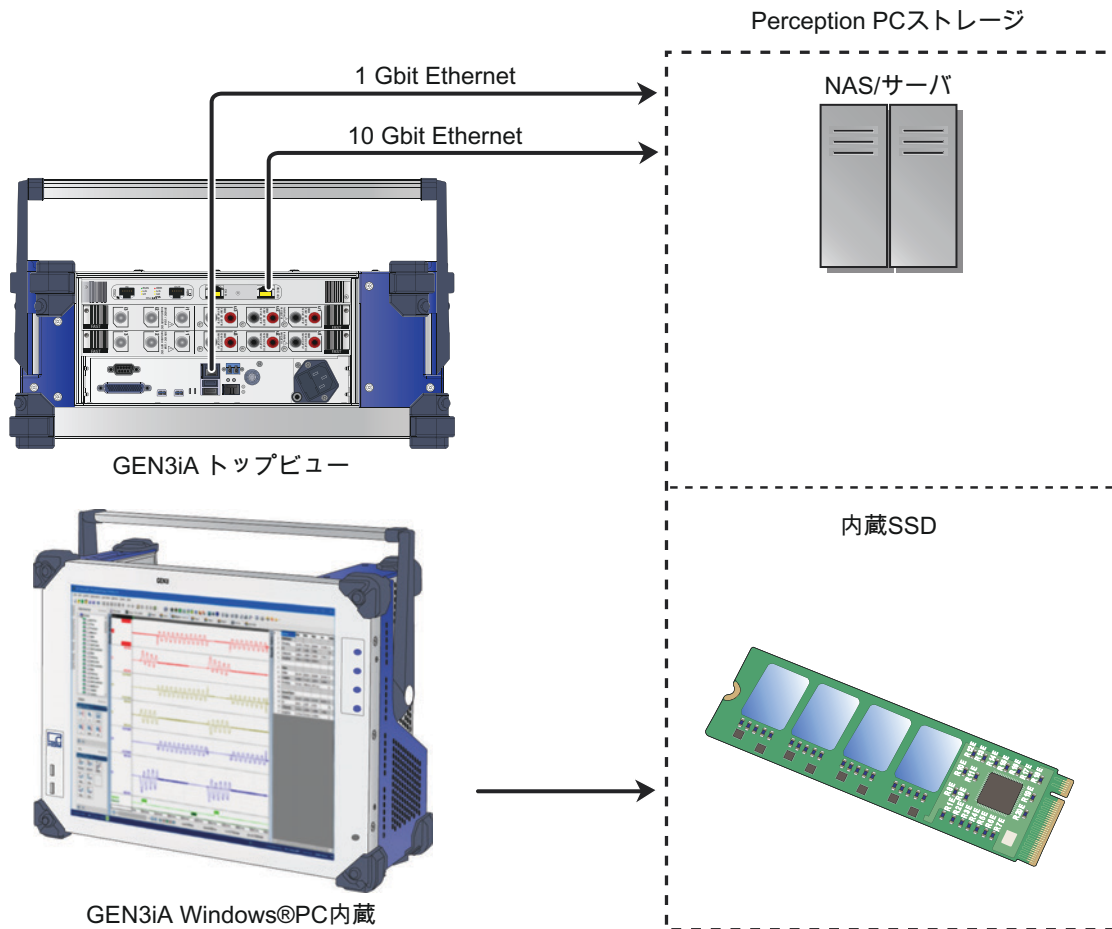 Perception PCストレージ
1 Gbit Ethernet
NAS/サーバ
10 Gbit Ethernet
GEN3iA トップビュー
内蔵SSD
GEN3iA Windows®PC内蔵